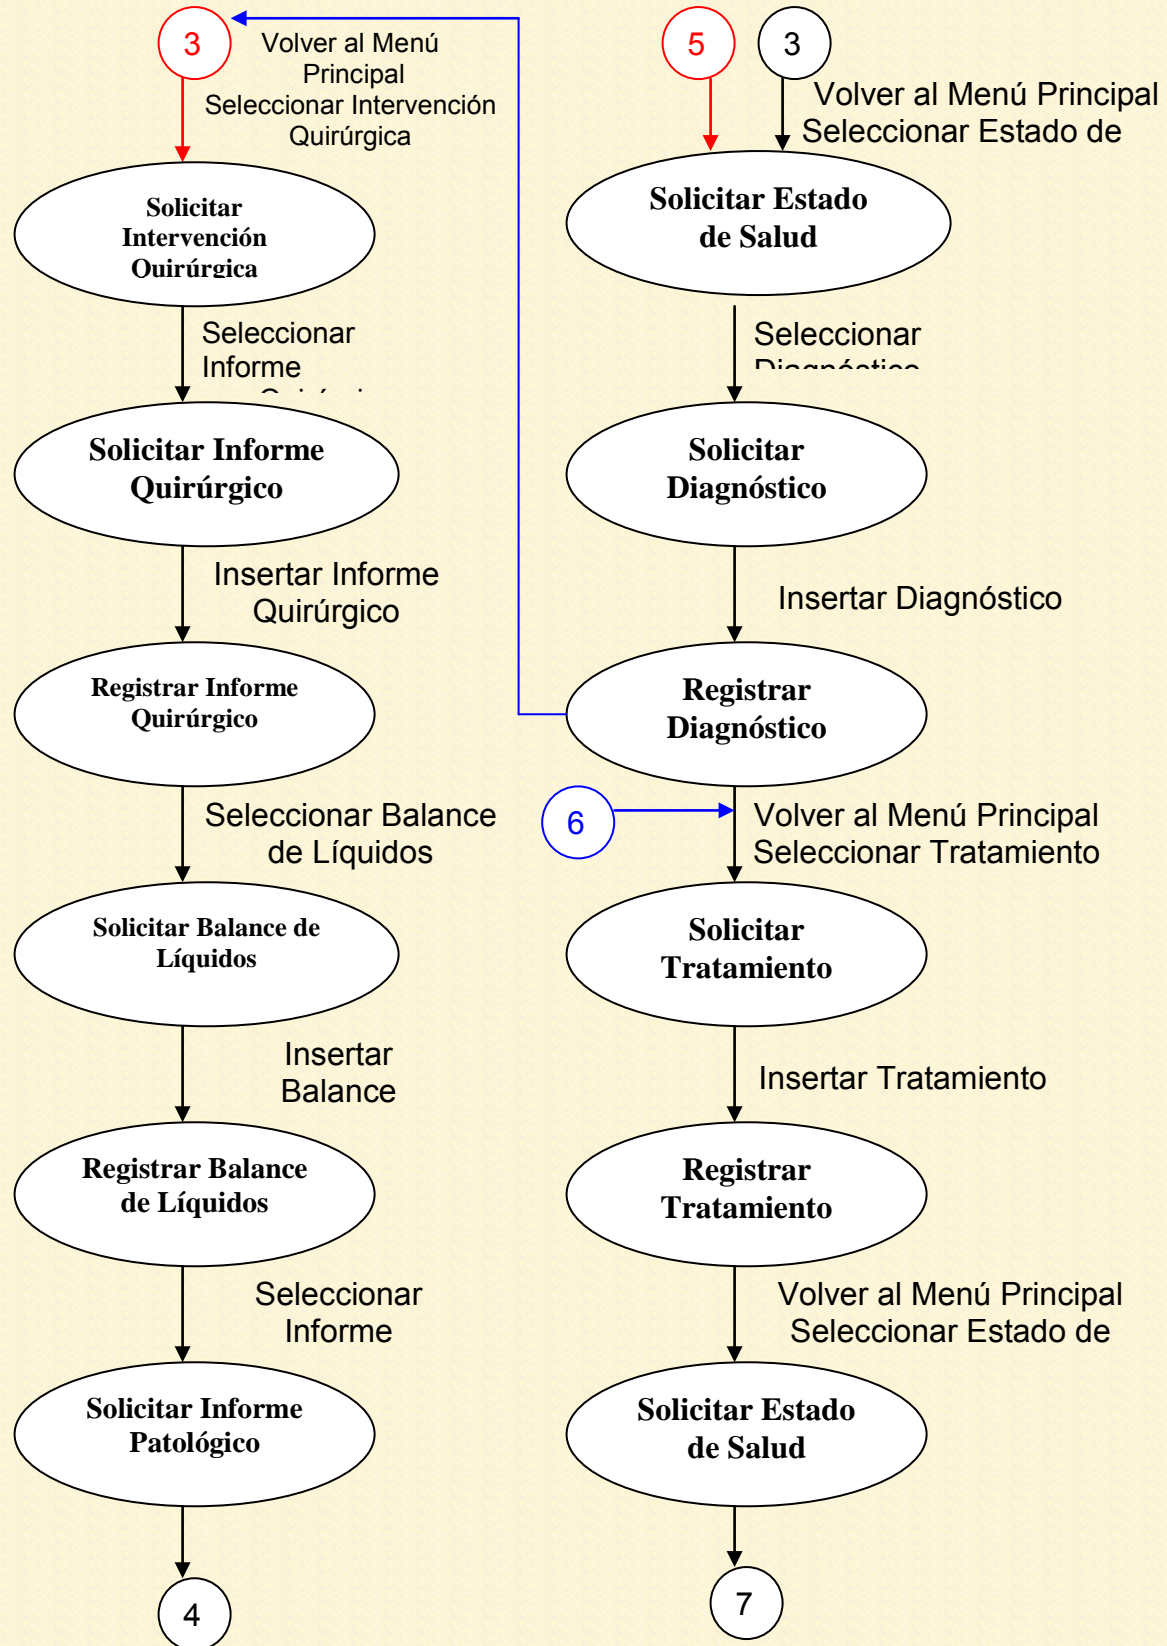 3
Volver al Menú
Principal
Seleccionar Intervención
Quirúrgica
Solicitar
Intervención
Quirúrgica
Seleccionar
Informe
Solicitar Informe
Quirúrgico
Insertar Informe
Quirúrgico
Registrar Informe
Quirúrgico
Seleccionar Balance
de Líquidos
Solicitar Balance de
Líquidos
Insertar
Balance
Registrar Balance
de Líquidos
Seleccionar
Informe
Solicitar Informe
Patológico
4
5
3
Volver al Menú Principal
Seleccionar Estado de
Solicitar Estado
de Salud
Seleccionar
Diagnóstico
Solicitar
Diagnóstico
Insertar Diagnóstico
Registrar
Diagnóstico
6
Volver al Menú Principal
Seleccionar Tratamiento
Solicitar
Tratamiento
Insertar Tratamiento
Registrar
Tratamiento
Volver al Menú Principal
Seleccionar Estado de
Solicitar Estado
de Salud
7